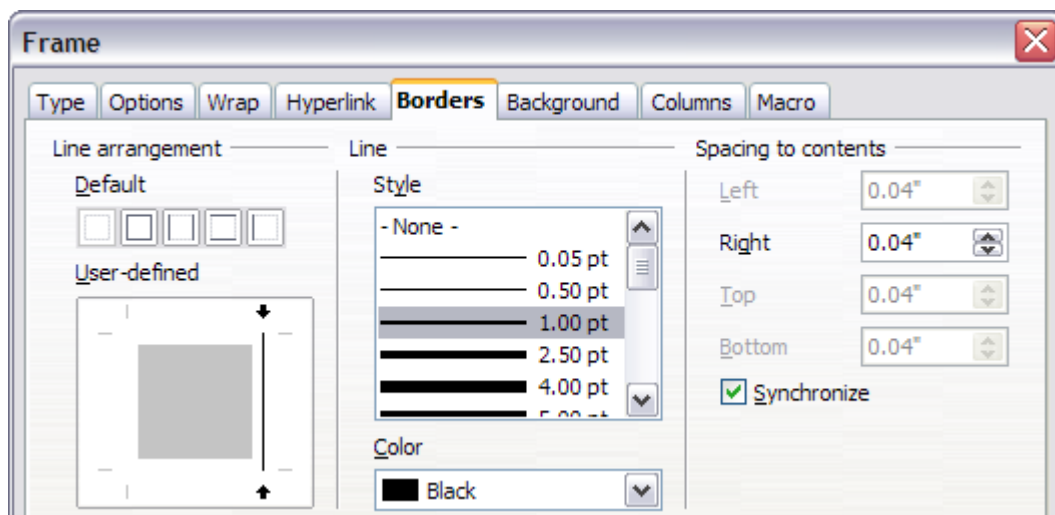 Frame
Type Options Wrap Hyperlink Borders Background Columns Macro
Line arrangement
Default
User-defined
Line
Style
- None -
0.05 pt
0.50 pt
1.00 pt
2.50 pt
4.00 pt
Color
Black
Spacing to contents
Left 0.04"
Right 0.04"
Top 0.04"
Bottom 0.04"
Synchronize